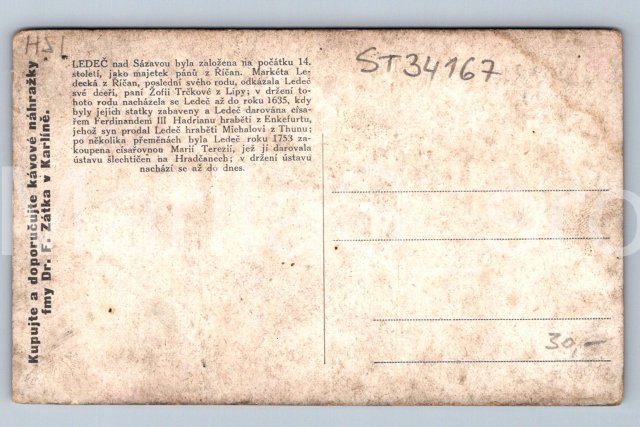 HSL
ST34167
LEDEČ nad Sázavou byla založena na počátku 14.
století, jako majetek pánů z Říčan. Markéta Le-
decká z Říčan, poslední svého rodu, odkázala Ledeč
své dceři, paní Žofii Trčkové z Lípy; v držení to-
hoto rodu nacházela se Ledeč až do roku 1635, kdy
byly jejich statky zabaveny a Ledeč darována císa-
řem Ferdinandem III Hadrianu hraběti z Enkefurtu,
jehož syn prodal Ledeč hraběti Michalovi z Thunu;
po několika přeměnách byla Ledeč roku 1753 za-
koupena císařovnou Marií Terezií, jež jí darovala
ústavu šlechtičen na Hradčanech; v držení ústavu
nachází se až do dnes.
Kupujte a doporučujte kávové náhražky
fmy Dr. F. Zátka v Karlíně.
30,-